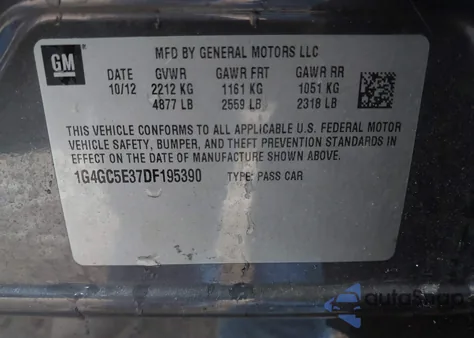 GM
MFD BY GENERAL MOTORS LLC
DATE GVWR GAWR FRT GAWR RR
10/12 2212 KG 1161 KG 1051 KG
4877 LB 2559 LB 2318 LB
THIS VEHICLE CONFORMS TO ALL APPLICABLE U.S. FEDERAL MOTOR
VEHICLE SAFETY, BUMPER, AND THEFT PREVENTION STANDARDS IN
EFFECT ON THE DATE OF MANUFACTURE SHOWN ABOVE.
1G4GC5E37DF195390 TYPE: PASS CAR
autoSnap